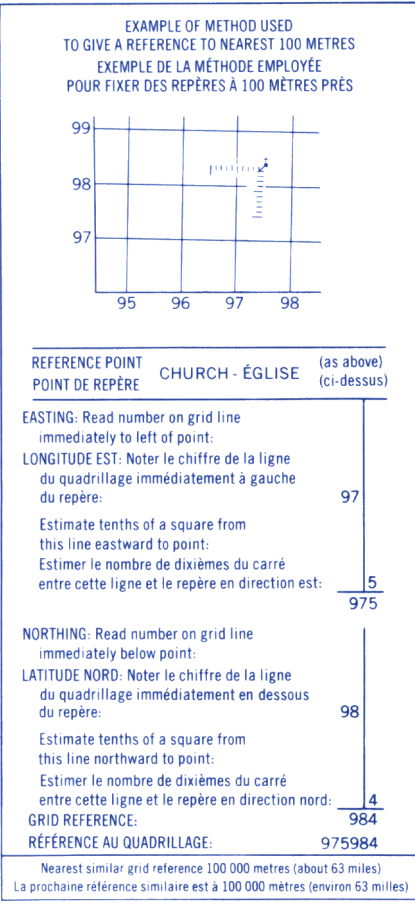 EXAMPLE OF METHOD USED
TO GIVE A REFERENCE TO NEAREST 100 METRES
EXEMPLE DE LA MÉTHODE EMPLOYÉE
POUR FIXER DES REPÈRES À 100 MÈTRES PRÈS
99
98
97
95 96 97 98
REFERENCE POINT
POINT DE REPÈRE
CHURCH - ÉGLISE
(as above)
(ci-dessus)
EASTING: Read number on grid line
immediately to left of point:
LONGITUDE EST: Noter le chiffre de la ligne
du quadrillage immédiatement à gauche
du repère: 97
Estimate tenths of a square from
this line eastward to point:
Estimer le nombre de dixièmes du carré
entre cette ligne et le repère en direction est: 5
975
NORTHING: Read number on grid line
immediately below point:
LATITUDE NORD: Noter le chiffre de la ligne
du quadrillage immédiatement en dessous
du repère: 98
Estimate tenths of a square from
this line northward to point:
Estimer le nombre de dixièmes du carré
entre cette ligne et le repère en direction nord: 4
GRID REFERENCE: 984
RÉFÉRENCE AU QUADRILLAGE: 975984
Nearest similar grid reference 100 000 metres (about 63 miles)
La prochaine référence similaire est à 100 000 mètres (environ 63 milles)